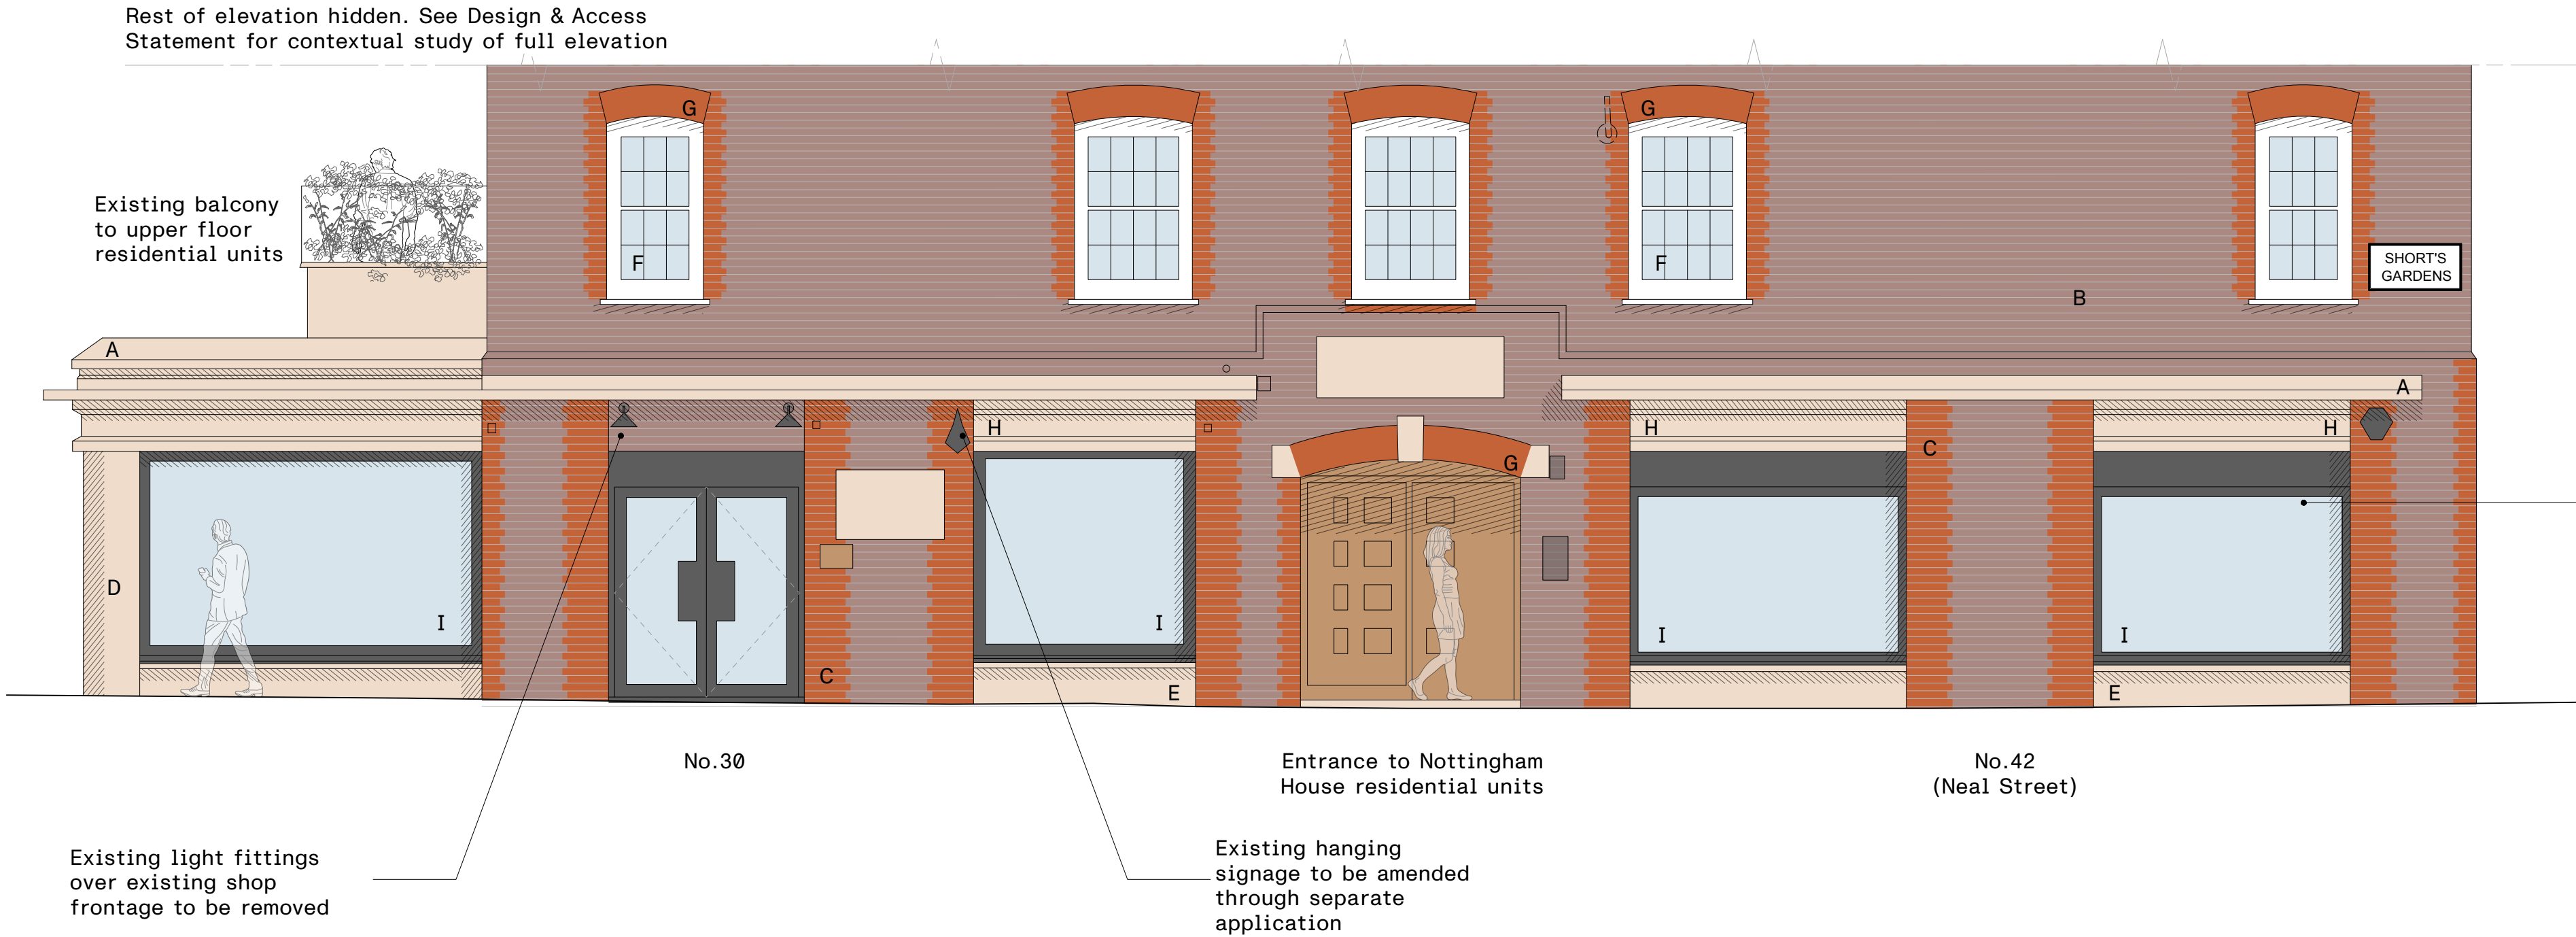 Rest of elevation hidden. See Design & Access
Statement for contextual study of full elevation
G
G
Existing balcony
to upper floor
residential units
F
F
SHORT'S
GARDENS
B
A
A
H
H
H
C
G
D
I
I
I
I
C
E
E
No.30
Entrance to Nottingham
House residential units
No.42
(Neal Street)
Existing light fittings
over existing shop
frontage to be removed
Existing hanging
signage to be amended
through separate
application